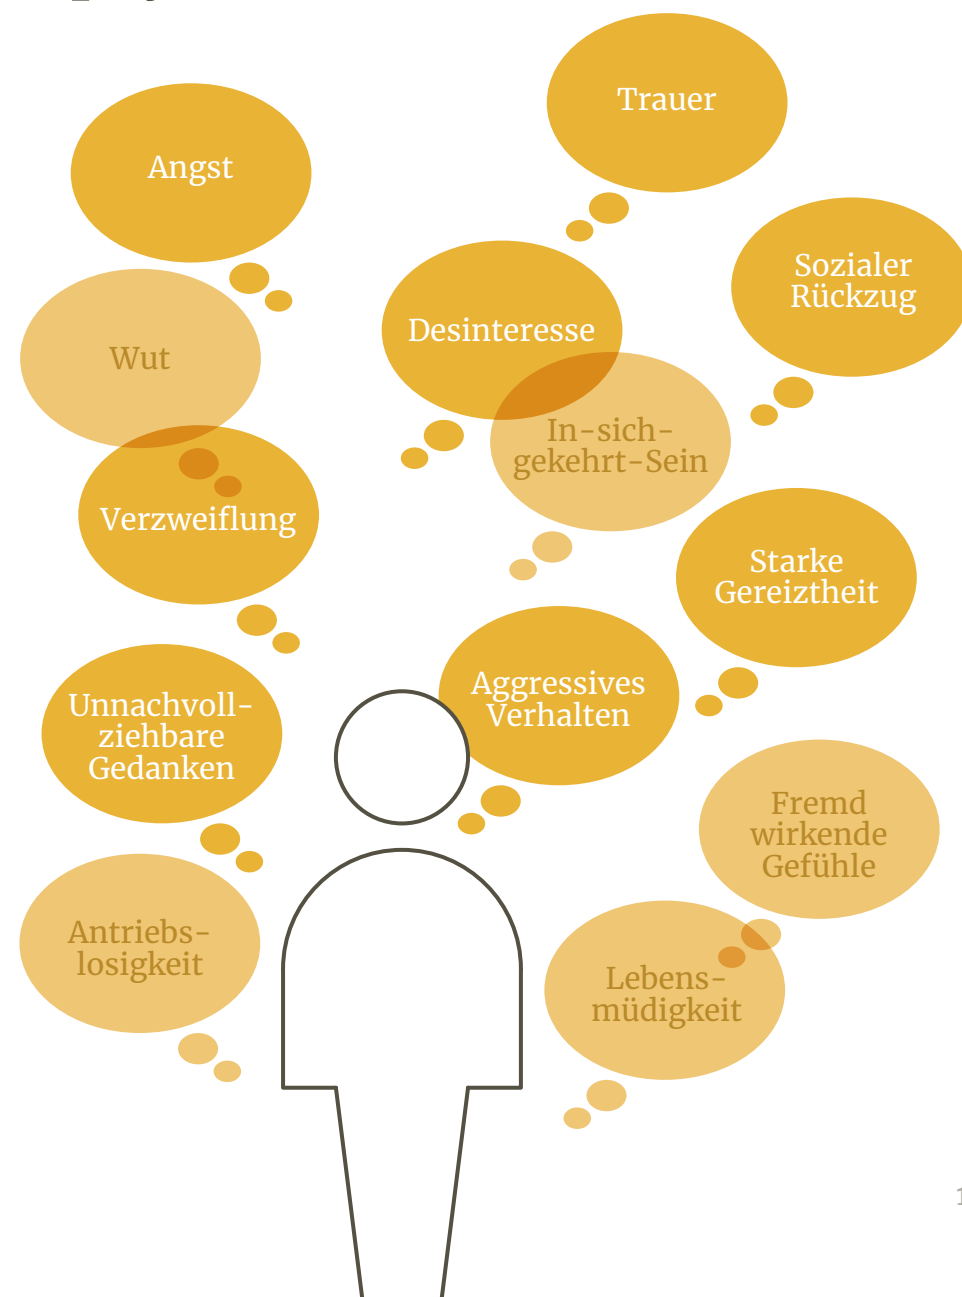 Trauer
Angst
Sozialer
Rückzug
Desinteresse
Wut
In-sich-
gekehrt-Sein
Verzweiflung
Starke
Gereiztheit
Aggressives
Verhalten
Unnachvoll-
ziehbare
Gedanken
Fremd
wirkende
Gefühle
Antriebs-
losigkeit
Lebens-
müdigkeit